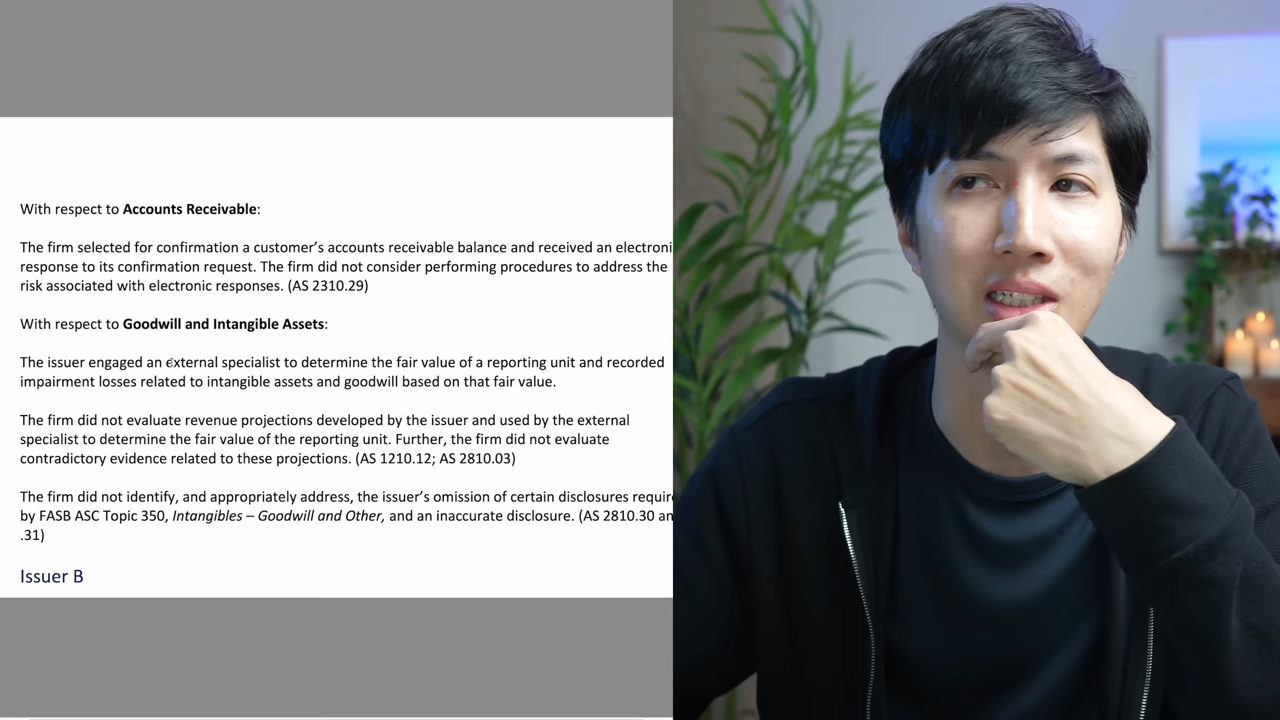 With respect to Accounts Receivable:
The firm selected for confirmation a customer's accounts receivable balance and received an electroni
response to its confirmation request. The firm did not consider performing procedures to address the
risk associated with electronic responses. (AS 2310.29)
With respect to Goodwill and Intangible Assets:
The issuer engaged an external specialist to determine the fair value of a reporting unit and recorded
impairment losses related to intangible assets and goodwill based on that fair value.
The firm did not evaluate revenue projections developed by the issuer and used by the external
specialist to determine the fair value of the reporting unit. Further, the firm did not evaluate
contradictory evidence related to these projections. (AS 1210.12; AS 2810.03)
The firm did not identify, and appropriately address, the issuer's omission of certain disclosures require
by FASB ASC Topic 350, Intangibles – Goodwill and Other, and an inaccurate disclosure. (AS 2810.30 an
.31)
Issuer B